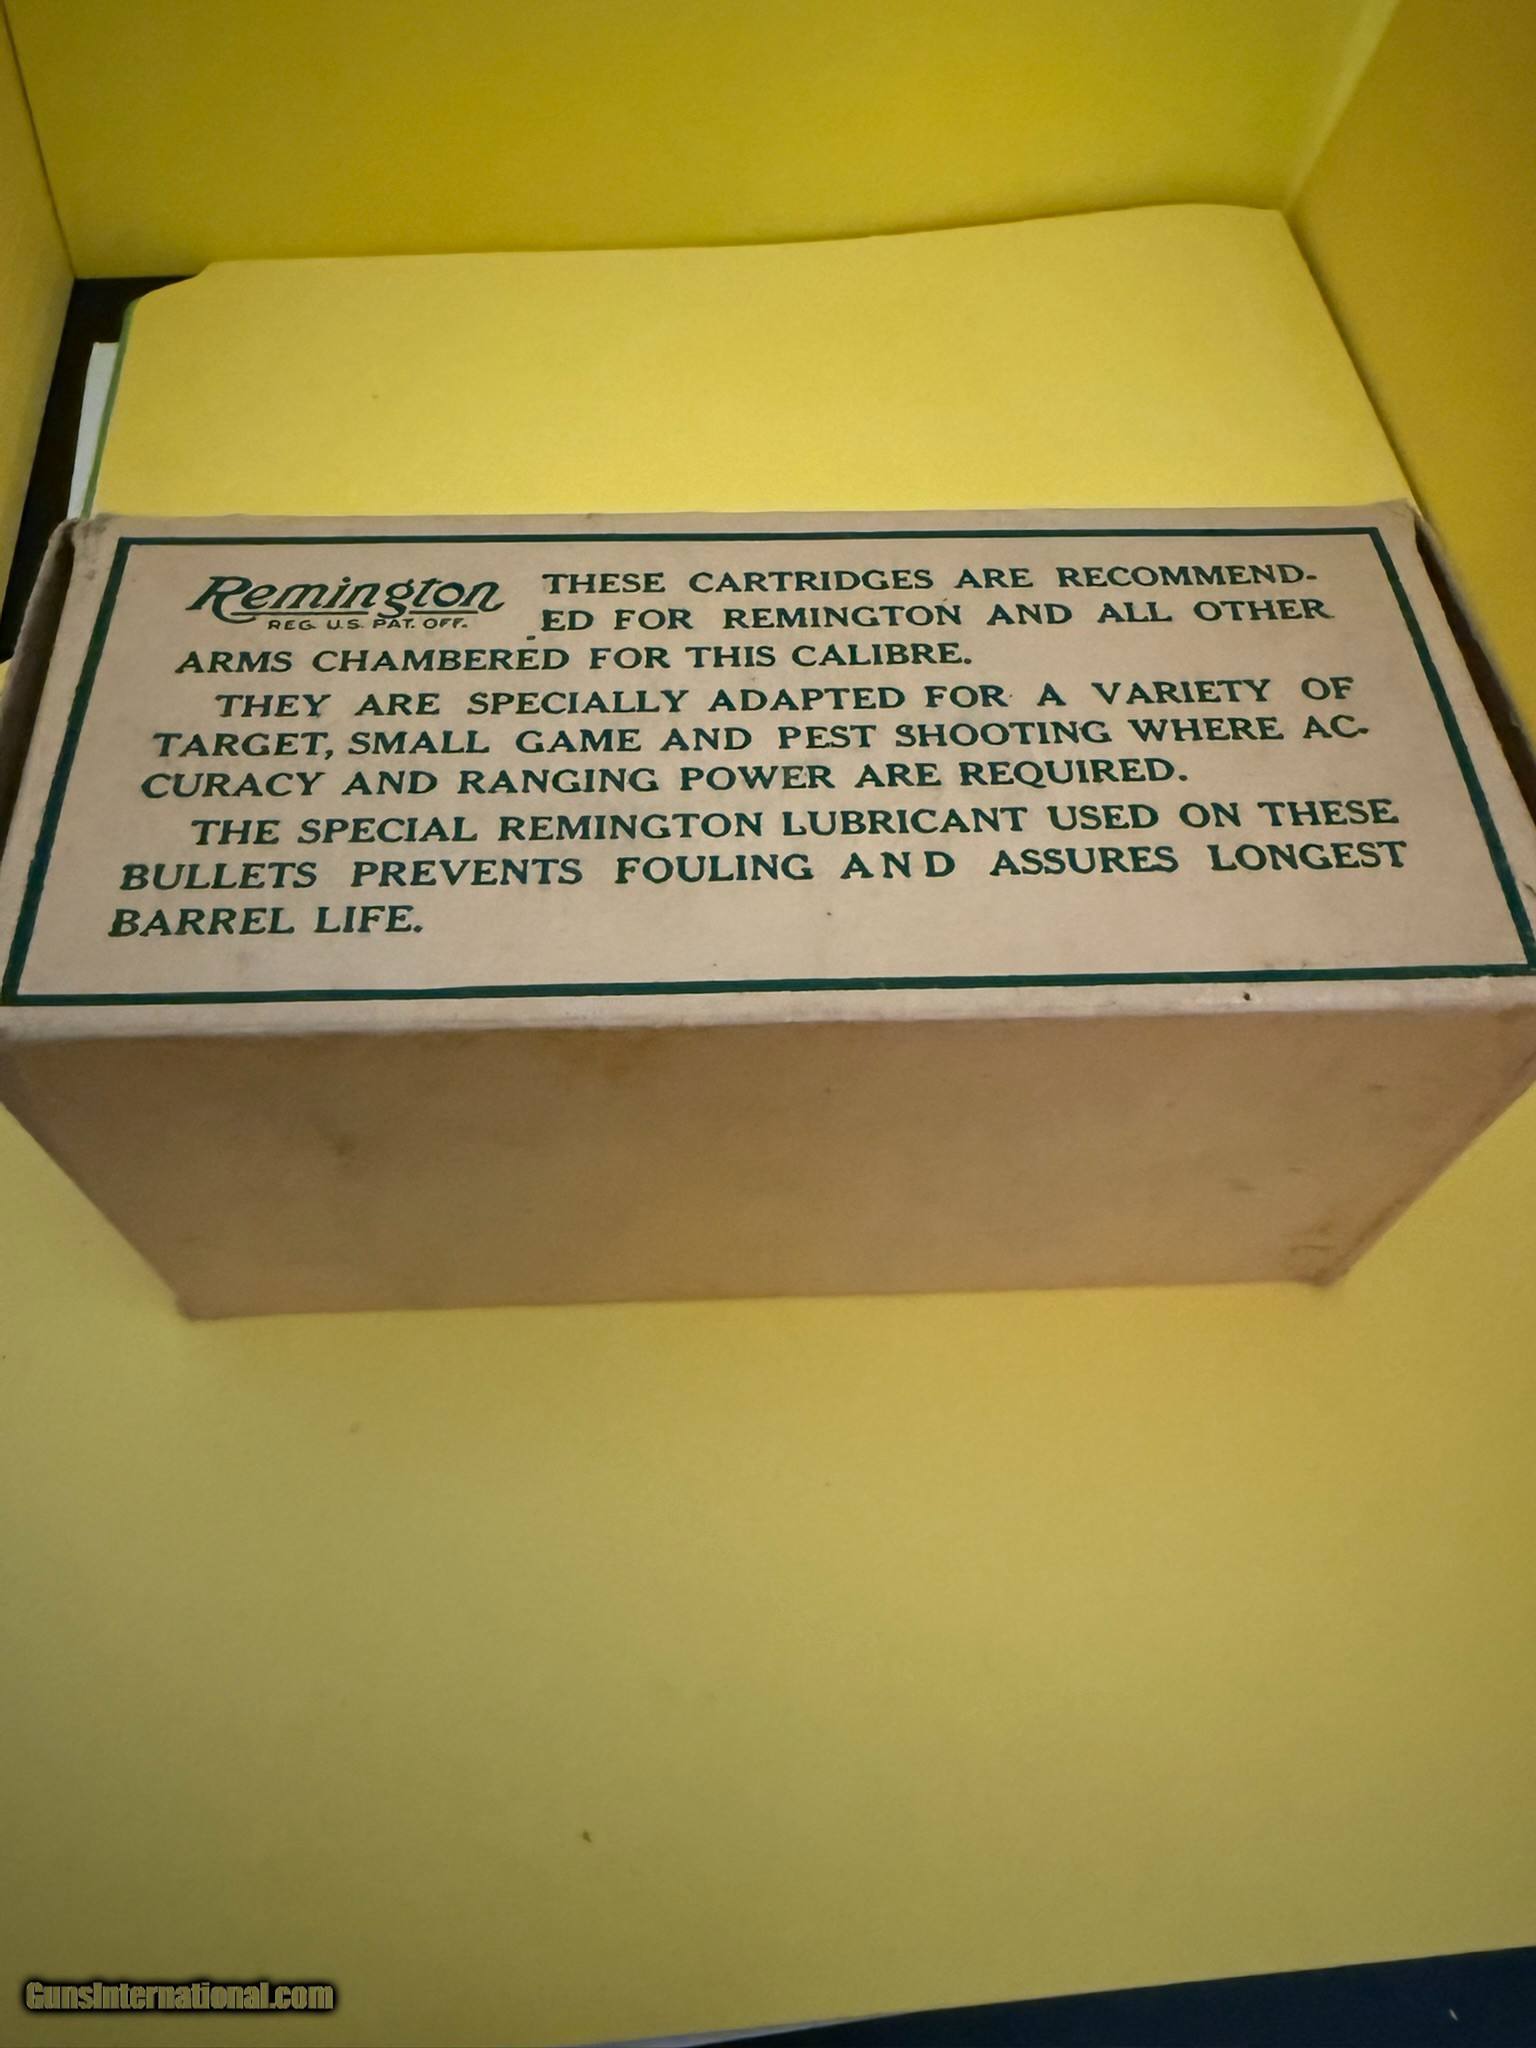 Remington THESE CARTRIDGES ARE RECOMMEND-
REG. U.S. PAT. OFF. ED FOR REMINGTON AND ALL OTHER
ARMS CHAMBERED FOR THIS CALIBRE.
THEY ARE SPECIALLY ADAPTED FOR A VARIETY OF
TARGET, SMALL GAME AND PEST SHOOTING WHERE AC-
CURACY AND RANGING POWER ARE REQUIRED.
THE SPECIAL REMINGTON LUBRICANT USED ON THESE
BULLETS PREVENTS FOULING AND ASSURES LONGEST
BARREL LIFE.
GunsInternational.com